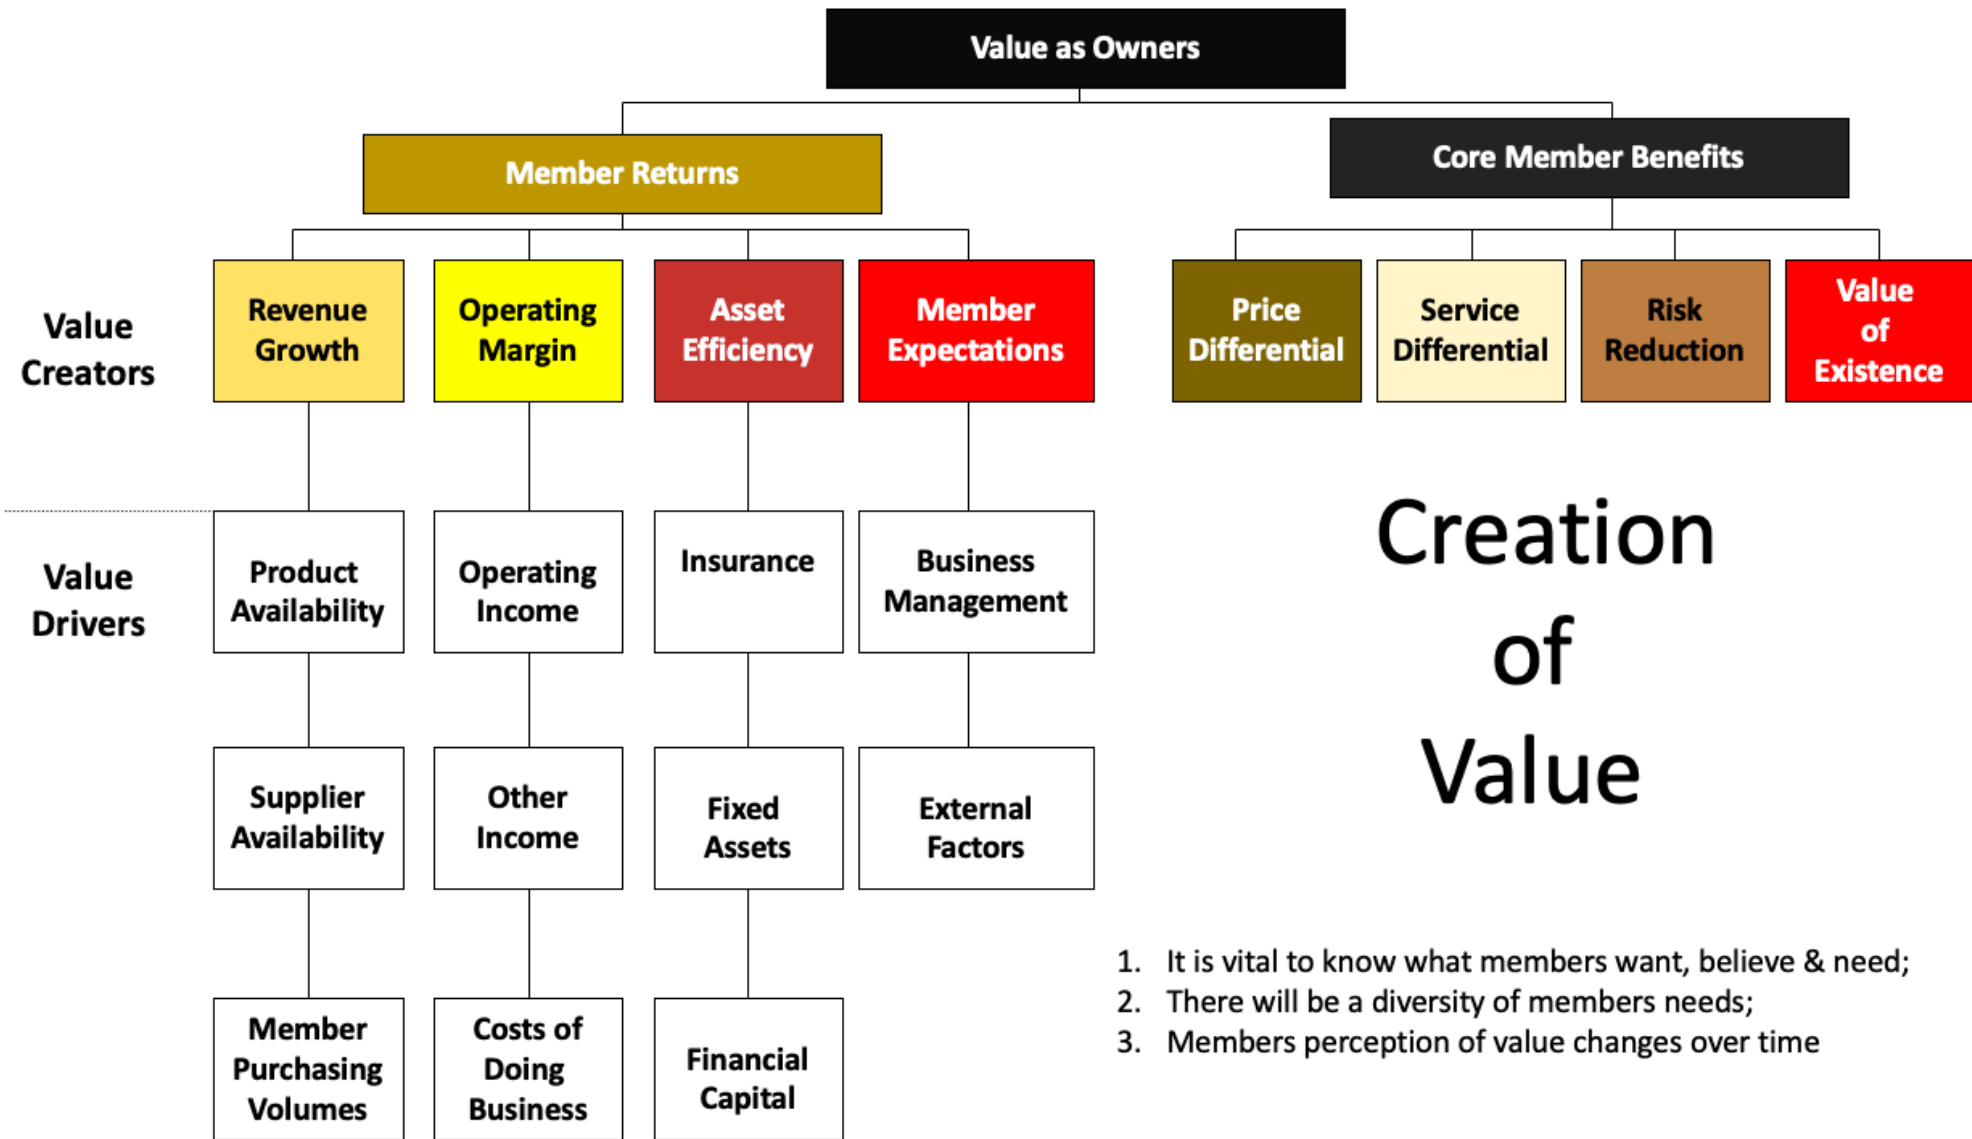 Value as Owners
Member Returns
Core Member Benefits
Value
Creators
Revenue
Growth
Operating
Margin
Asset
Efficiency
Member
Expectations
Price
Differential
Service
Differential
Risk
Reduction
Value
of
Existence
Value
Drivers
Product
Availability
Operating
Income
Insurance
Business
Management
Supplier
Availability
Other
Income
Fixed
Assets
External
Factors
Member
Purchasing
Volumes
Costs of
Doing
Business
Financial
Capital
Creation
of
Value
1. It is vital to know what members want, believe & need;
2. There will be a diversity of members needs;
3. Members perception of value changes over time